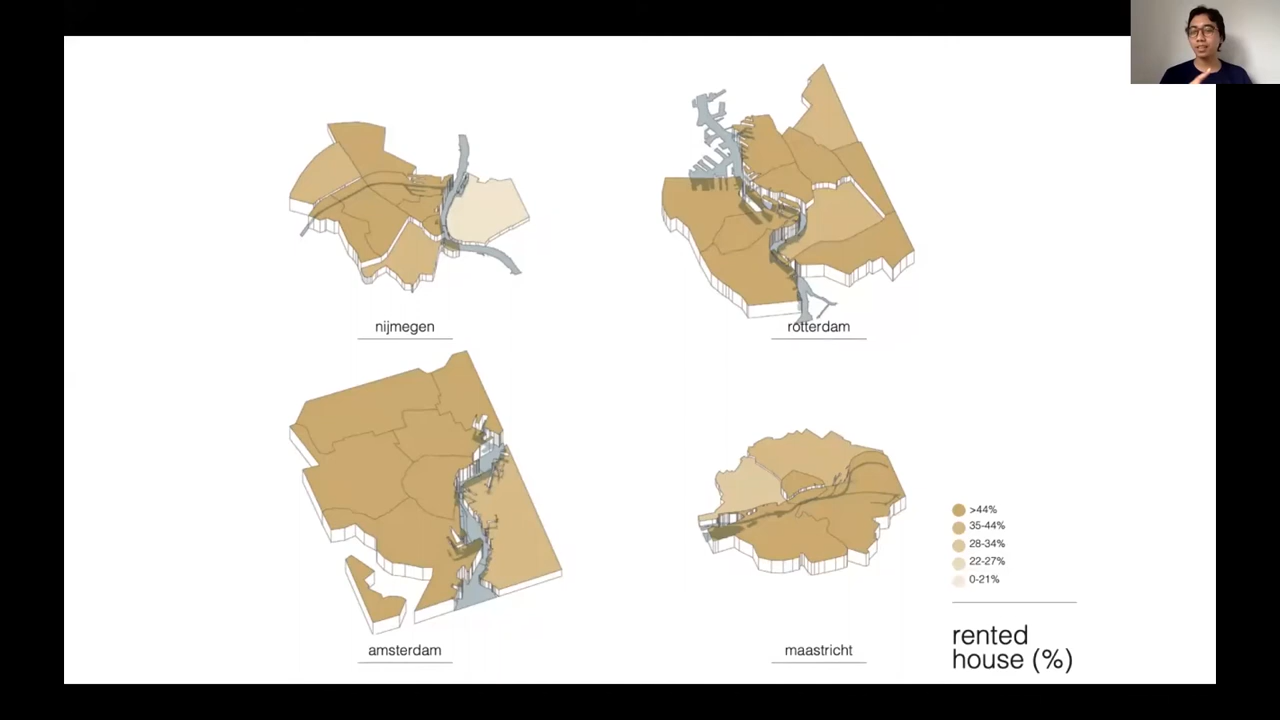 nijmegen
rotterdam
amsterdam
maastricht
>44%
35-44%
28-34%
22-27%
0-21%
rented
house (%)